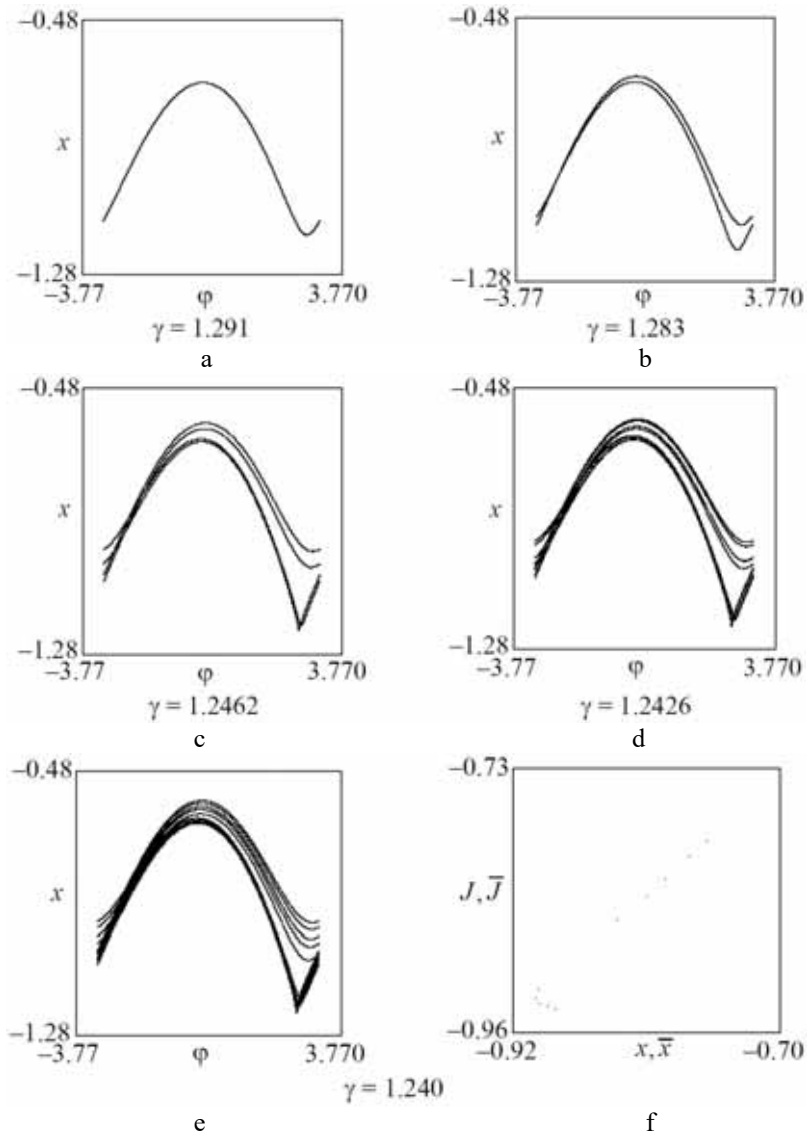 −0.48
x
−1.28
−3.77 φ 3.770
γ = 1.291
a
−0.48
x
−1.28
−3.77 φ 3.770
γ = 1.283
b
−0.48
x
−1.28
−3.77 φ 3.770
γ = 1.2462
c
−0.48
x
−1.28
−3.77 φ 3.770
γ = 1.2426
d
−0.48
x
−1.28
−3.77 φ 3.770
e
−0.73
J, J̅
−0.96
−0.92 x, x̅ −0.70
γ = 1.240
f